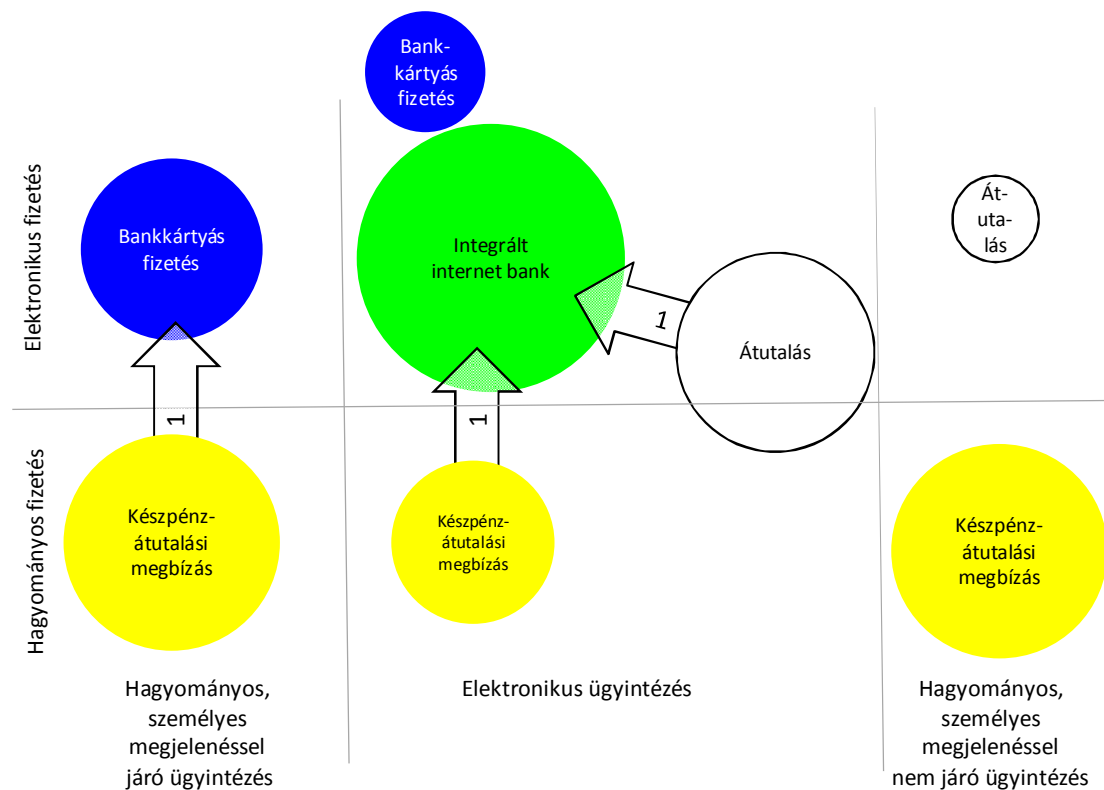 Elektronikus fizetés
Hagyományos fizetés
Bank-
kártyás
fizetés
Bankkártyás
fizetés
Integrált
internet bank
Át-
uta-
lás
Átutalás
1
1
1
Készpénz-
átutalási
megbízás
Készpénz-
átutalási
megbízás
Készpénz-
átutalási
megbízás
Hagyományos,
személyes
megjelenéssel
járó ügyintézés
Elektronikus ügyintézés
Hagyományos,
személyes
megjelenéssel
nem járó ügyintézés